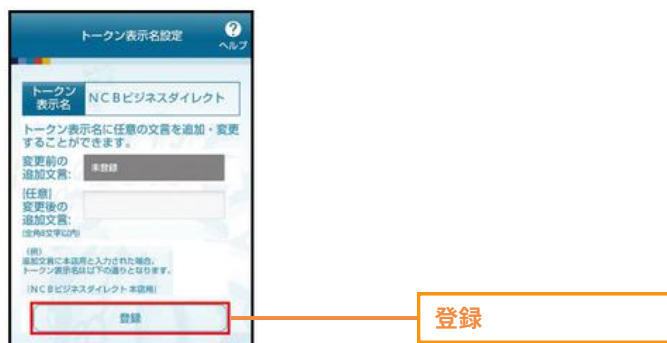 トークン表示名設定
?
ヘルプ
トークン
表示名
NCBビジネスダイレクト
トークン表示名に任意の文言を追加・変更
することができます。
変更前の
追加文言:
未登録
[任意]
変更後の
追加文言:
(全角8文字以内)
(例)
追加文言に本店用と入力された場合、
トークン表示名は以下の通りとなります。
[NCBビジネスダイレクト本店用]
登録
登録